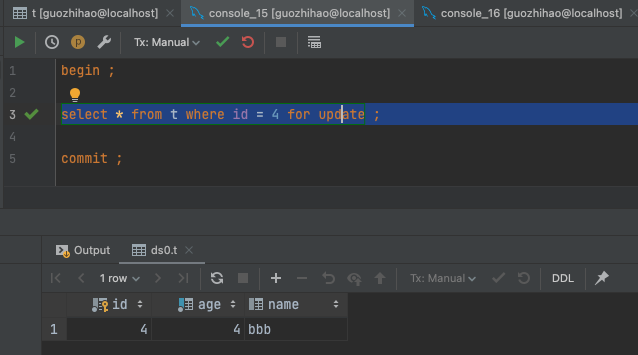 t [guozhihao@localhost] console_15 [guozhihao@localhost] console_16 [guozhihao@localhost]
P Tx: Manual
1 begin ;
2
3 select * from t where id = 4 for update ;
4
5 commit ;
Output ds0.t
1 row Tx: Manual DDL
id age name
1 4 4 bbb